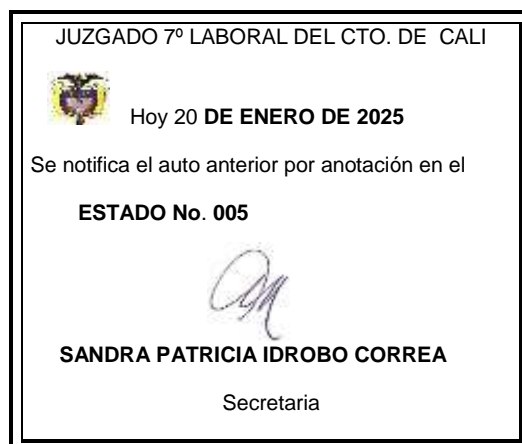 JUZGADO 7º LABORAL DEL CTO. DE CALI
Hoy 20 DE ENERO DE 2025
Se notifica el auto anterior por anotación en el
ESTADO No. 005
SANDRA PATRICIA IDROBO CORREA
Secretaria